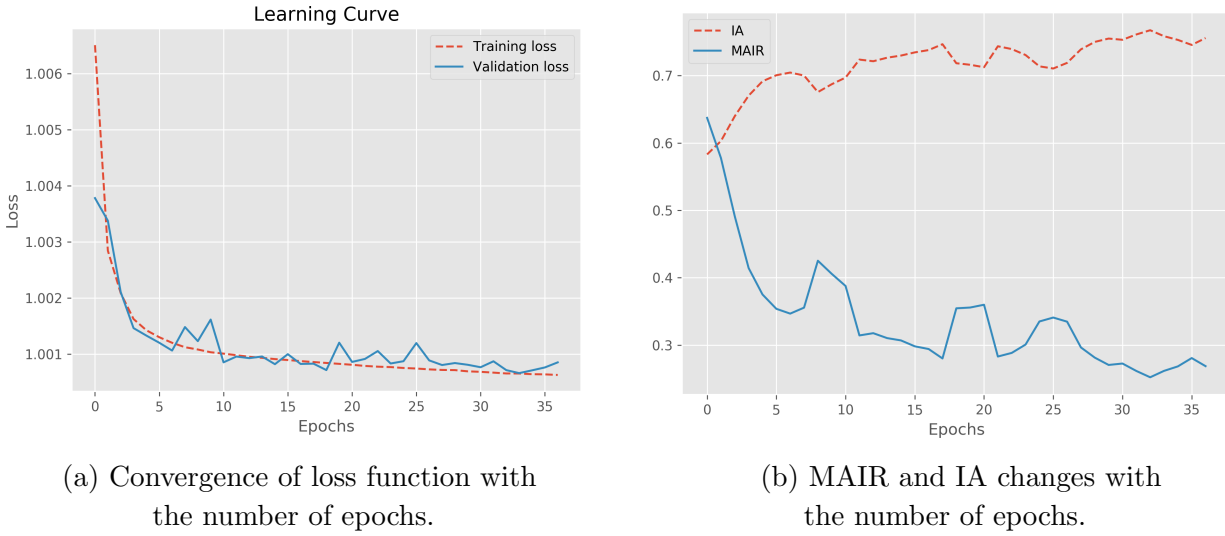 Learning Curve
Training loss
Validation loss
Loss
1.006
1.005
1.004
1.003
1.002
1.001
0 5 10 15 20 25 30 35
Epochs
(a) Convergence of loss function with
the number of epochs.
IA
MAIR
0.7
0.6
0.5
0.4
0.3
0 5 10 15 20 25 30 35
Epochs
(b) MAIR and IA changes with
the number of epochs.